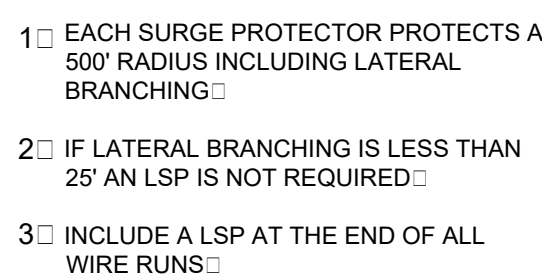 1□ EACH SURGE PROTECTOR PROTECTS A
500' RADIUS INCLUDING LATERAL
BRANCHING□
2□ IF LATERAL BRANCHING IS LESS THAN
25' AN LSP IS NOT REQUIRED□
3□ INCLUDE A LSP AT THE END OF ALL
WIRE RUNS□